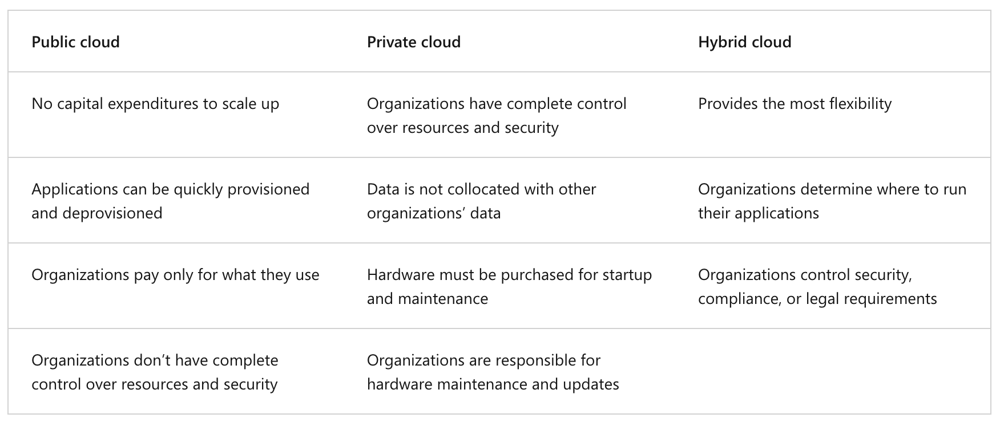 Public cloud
Private cloud
Hybrid cloud
No capital expenditures to scale up
Organizations have complete control
over resources and security
Provides the most flexibility
Applications can be quickly provisioned
and deprovisioned
Data is not collocated with other
organizations’ data
Organizations determine where to run
their applications
Organizations pay only for what they use
Hardware must be purchased for startup
and maintenance
Organizations control security,
compliance, or legal requirements
Organizations don’t have complete
control over resources and security
Organizations are responsible for
hardware maintenance and updates